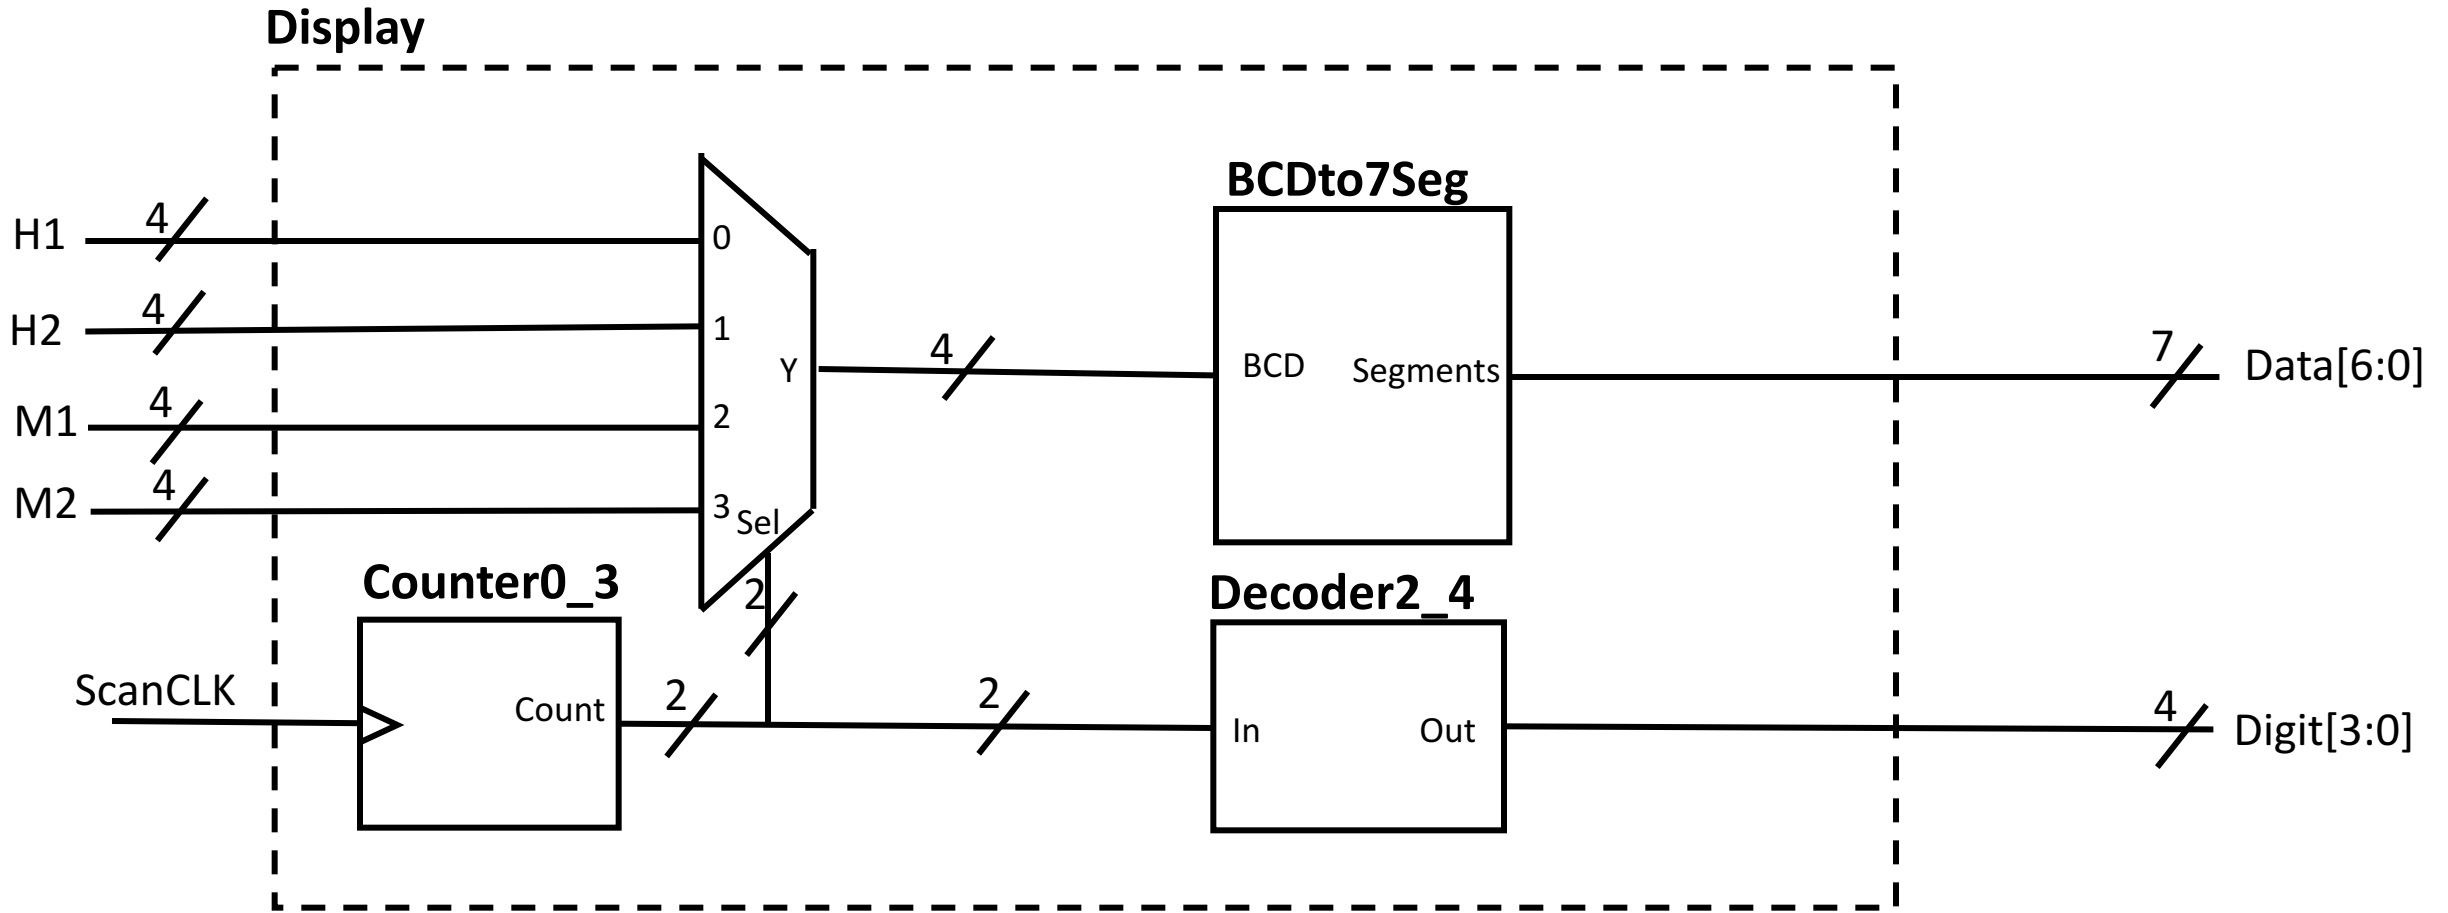 Display
BCDto7Seg
H1
4
0
H2
4
1
4
Y
BCD
Segments
7
Data[6:0]
M1
4
2
M2
4
3
Sel
Counter0_3
2
Decoder2_4
ScanCLK
Count
2
2
In
Out
4
Digit[3:0]